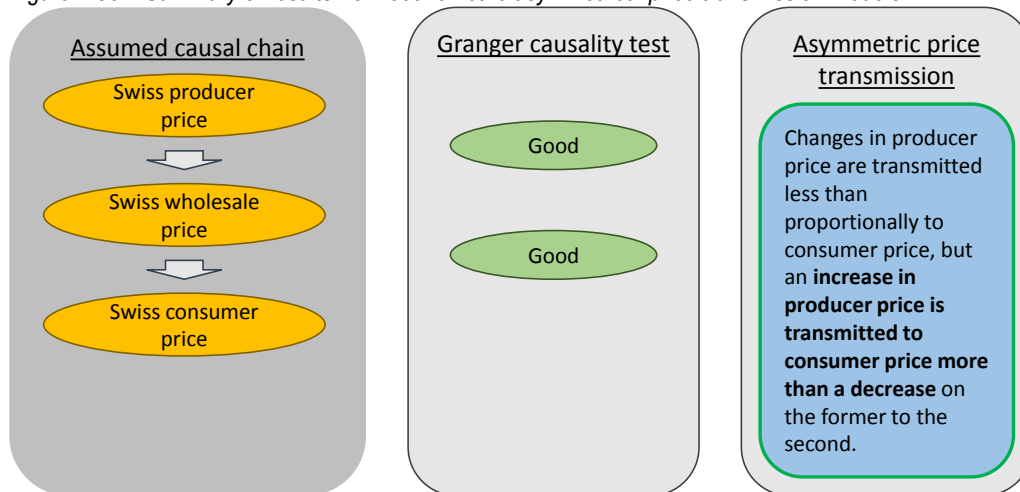 Assumed causal chain
Swiss producer
price
Swiss wholesale
price
Swiss consumer
price
Granger causality test
Good
Good
Asymmetric price
transmission
Changes in producer
price are transmitted
less than
proportionally to
consumer price, but
an increase in
producer price is
transmitted to
consumer price more
than a decrease on
the former to the
second.